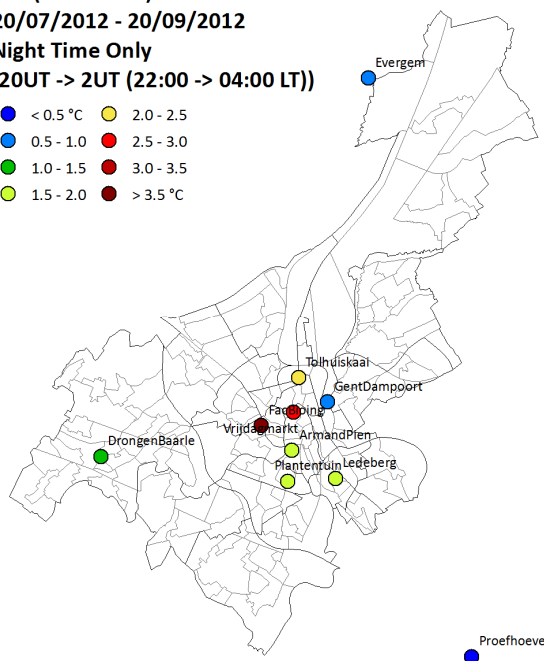 20/07/2012 - 20/09/2012
Night Time Only
20UT -> 2UT (22:00 -> 04:00 LT))
< 0.5 °C
2.0 - 2.5
0.5 - 1.0
2.5 - 3.0
1.0 - 1.5
3.0 - 3.5
1.5 - 2.0
> 3.5 °C
Evergem
Tolhuiskaai
GentDampoort
Vrijdagmarkt
ArmandPien
DrongenBaarle
Plantentuin
Ledeberg
Proefhoeve